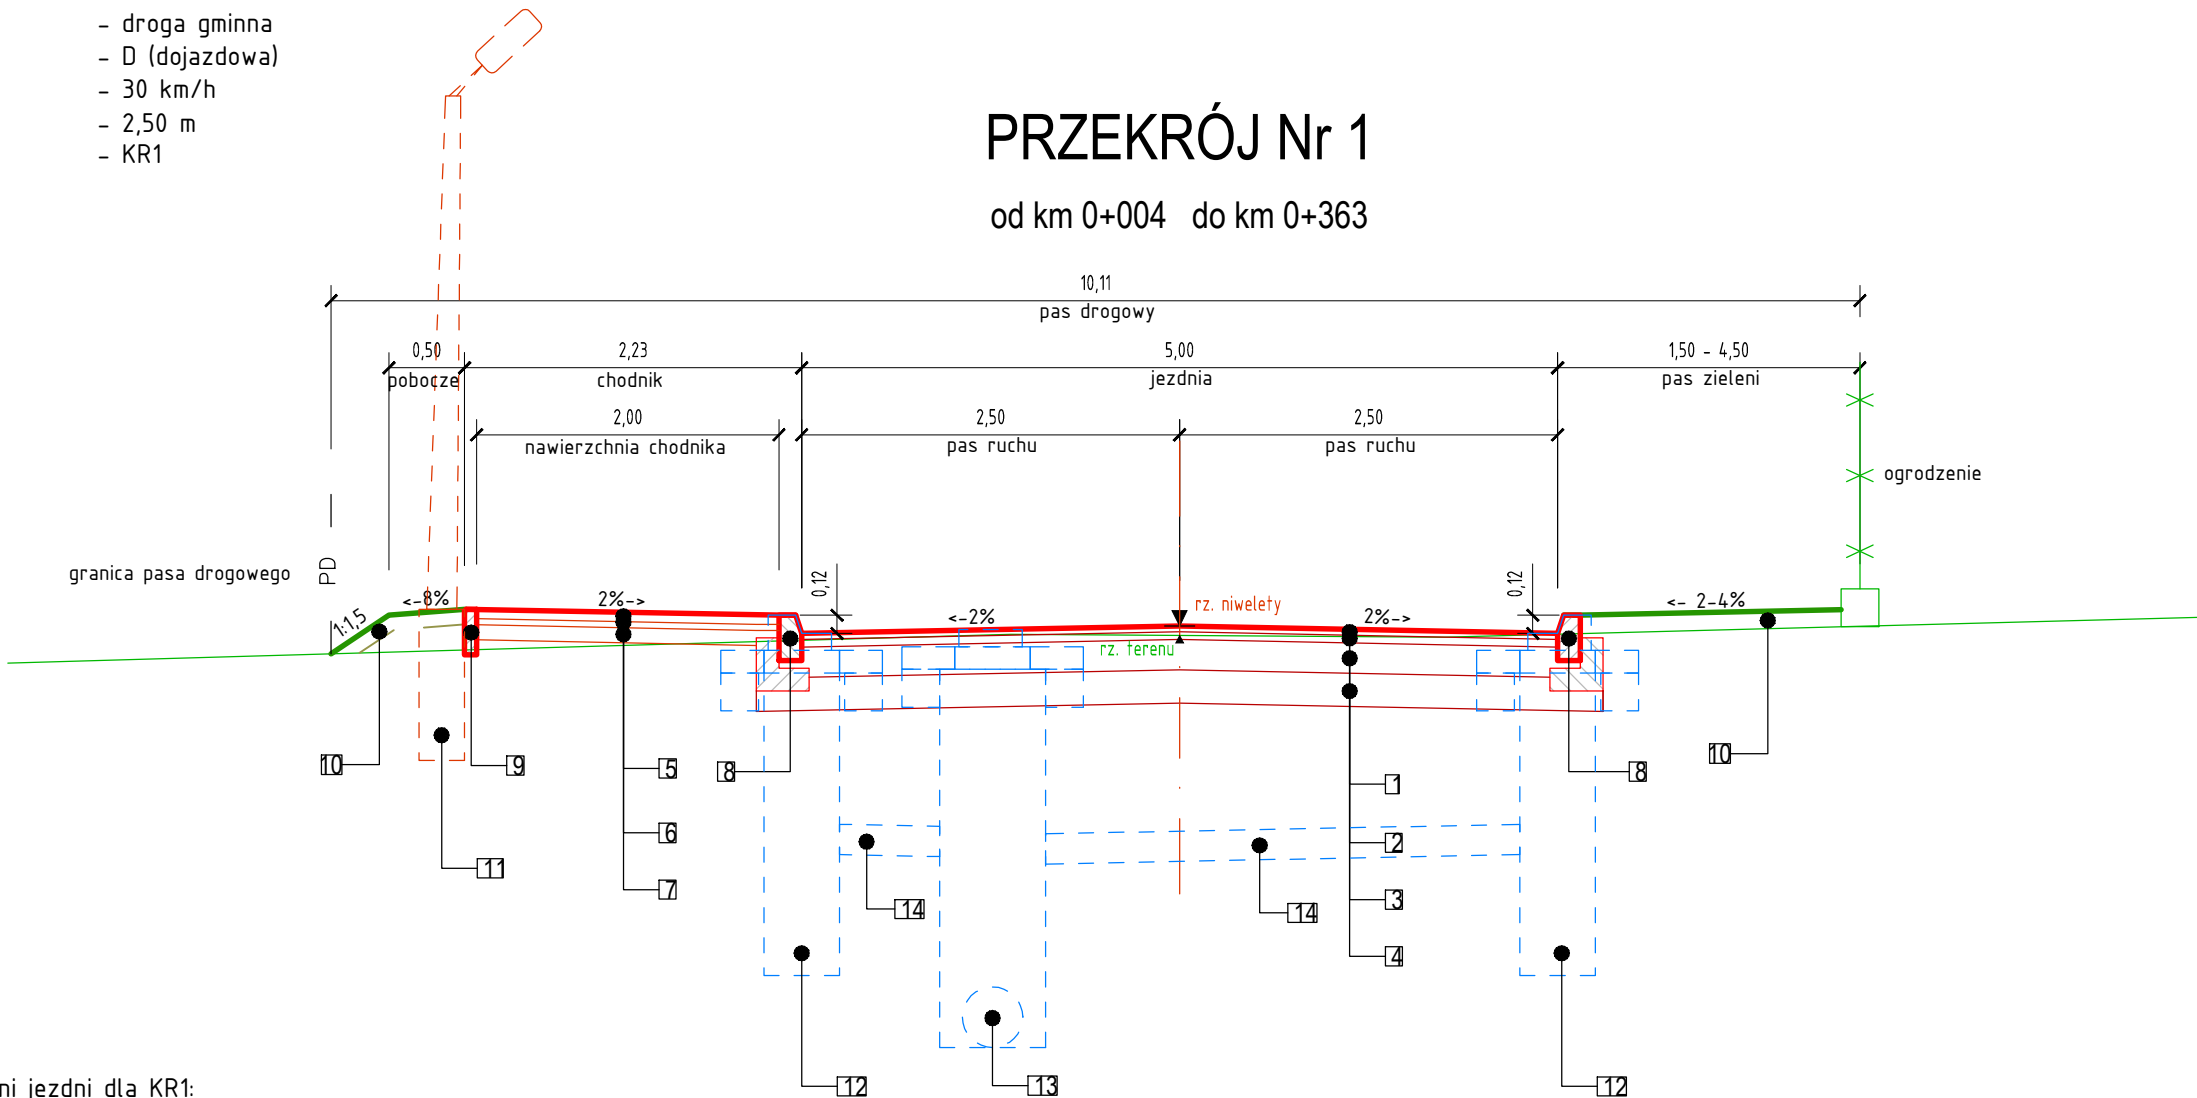 - droga gminna
- D (dojazdowa)
- 30 km/h
- 2,50 m
- KR1
PRZEKRÓJ Nr 1
od km 0+004 do km 0+363
10,11
pas drogowy
0,50
2,23
5,00
1,50 - 4,50
pobocze
chodnik
jezdnia
pas zieleni
2,00
2,50
2,50
nawierzchnia chodnika
pas ruchu
pas ruchu
ogrodzenie
granica pasa drogowego
PD
0,12
0,12
1:1,5
<-8%
2%->
<-2%
rz. niwelety
2%->
<- 2-4%
rz. terenu
10
9
5
8
1
8
10
6
2
11
7
3
14
14
4
12
13
12
ni jezdni dla KR1: